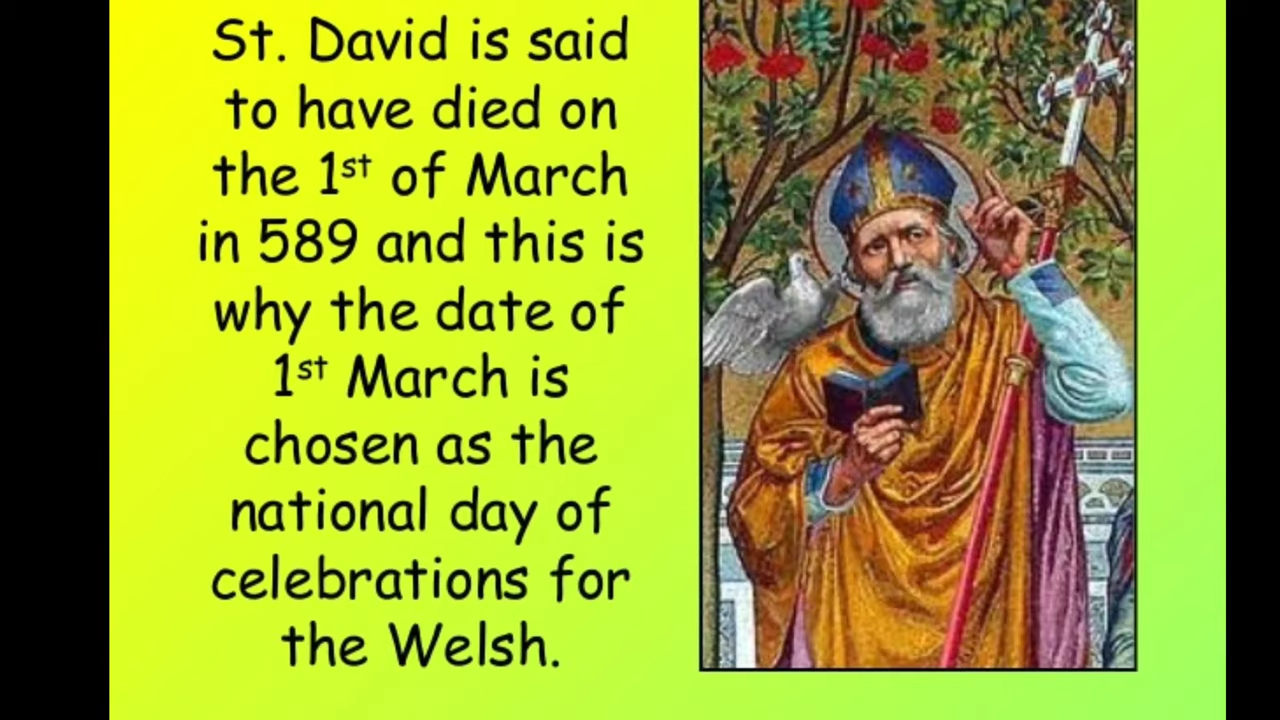 St. David is said
to have died on
the 1st of March
in 589 and this is
why the date of
1st March is
chosen as the
national day of
celebrations for
the Welsh.